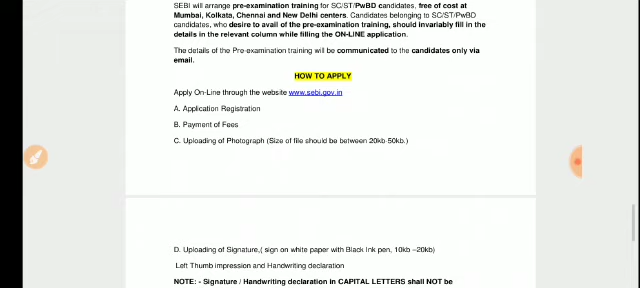 SEBI will arrange pre-examination training for SC/ST/PwBD candidates, free of cost at
Mumbai, Kolkata, Chennai and New Delhi centers. Candidates belonging to SC/ST/PwBD
candidates, who desire to avail of the pre-examination training, should invariably fill in the
details in the relevant column while filling the ON-LINE application.
The details of the Pre-examination training will be communicated to the candidates only via
email.
HOW TO APPLY
Apply On-Line through the website www.sebi.gov.in
A. Application Registration
B. Payment of Fees
C. Uploading of Photograph (Size of file should be between 20kb-50kb.)
D. Uploading of Signature,( sign on white paper with Black Ink pen, 10kb –20kb)
Left Thumb impression and Handwriting declaration
NOTE: - Signature / Handwriting declaration in CAPITAL LETTERS shall NOT be